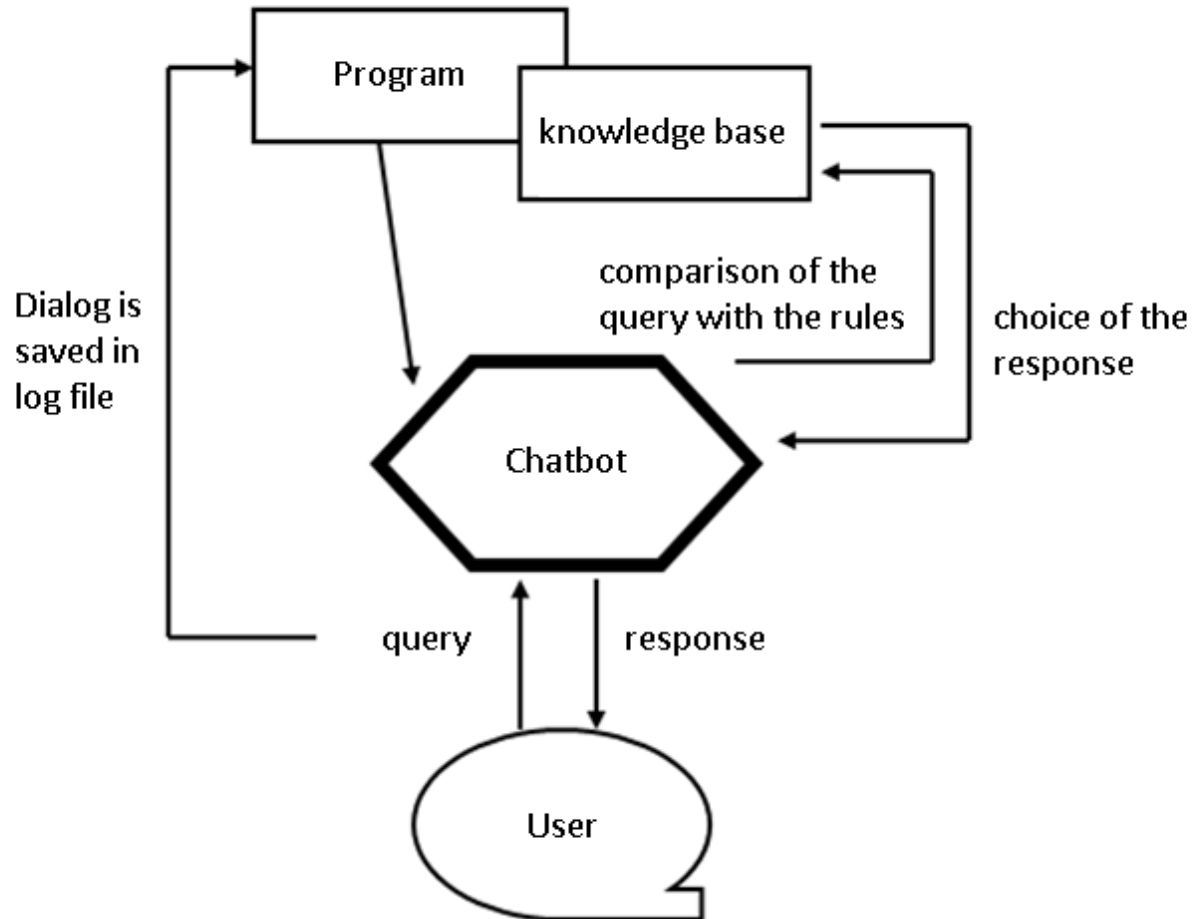 Program
knowledge base
comparison of the
query with the rules
Dialog is
saved in
log file
choice of the
response
Chatbot
query
response
User